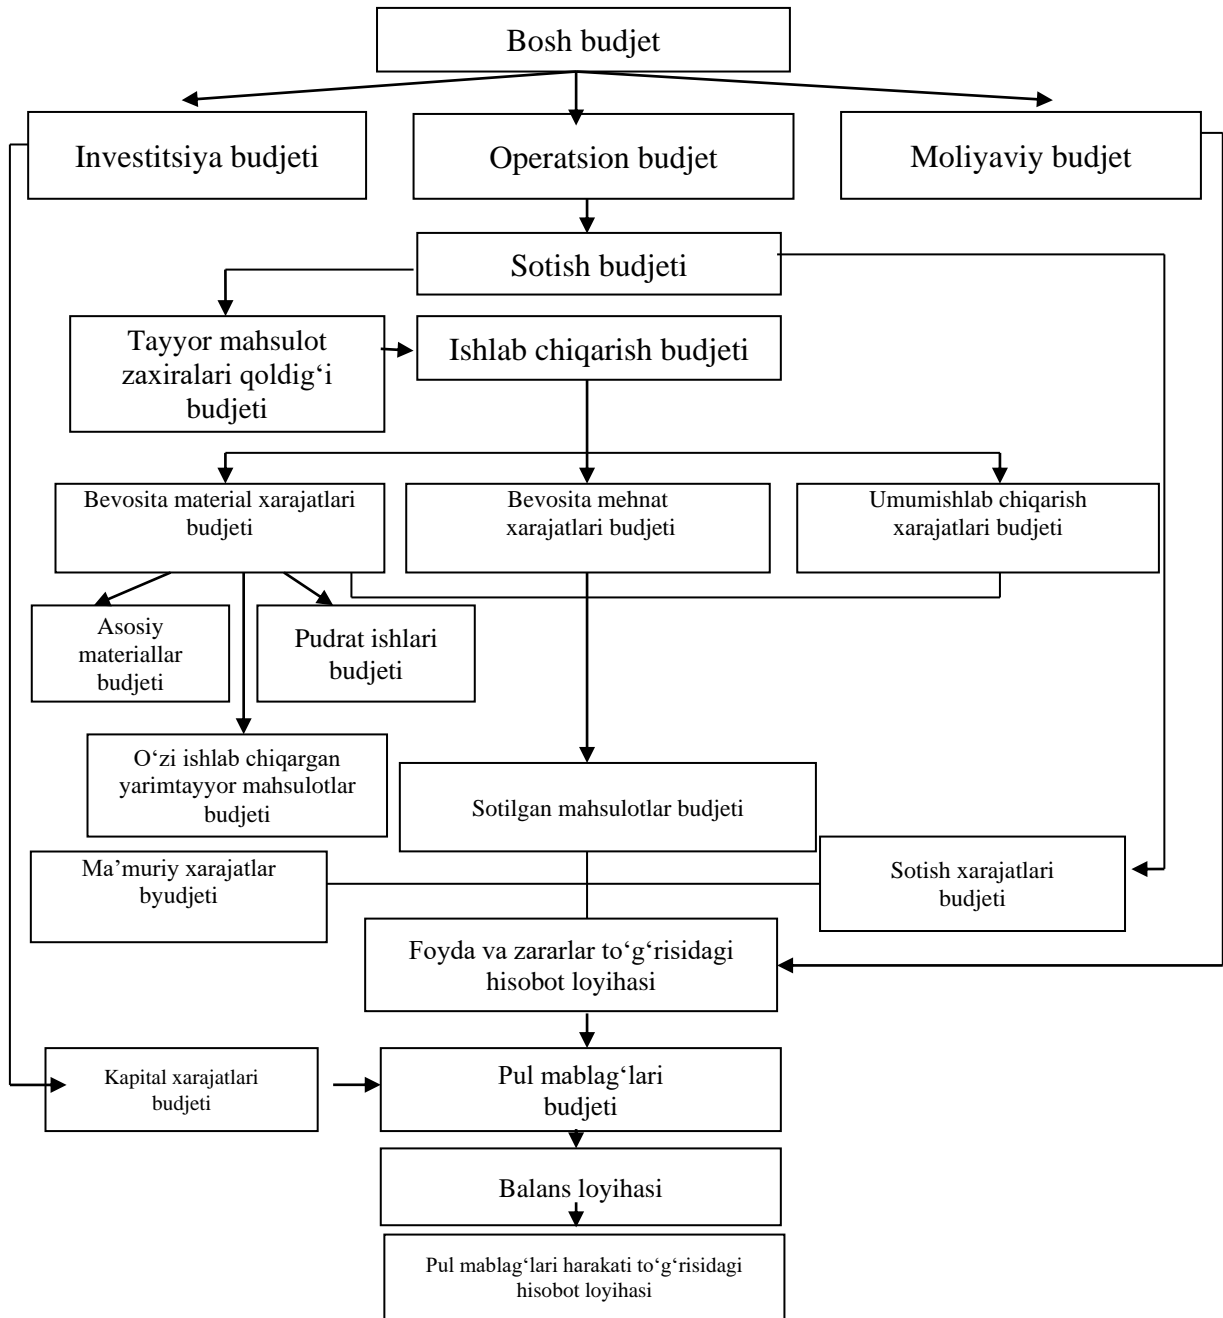 Bosh budjet
Investitsiya budjeti
Operatsion budjet
Moliyaviy budjet
Sotish budjeti
Tayyor mahsulot
zaxiralari qoldig‘i
budjeti
Ishlab chiqarish budjeti
Bevosita material xarajatlari
budjeti
Bevosita mehnat
xarajatlari budjeti
Umumishlab chiqarish
xarajatlari budjeti
Asosiy
materiallar
budjeti
Pudrat ishlari
budjeti
O‘zi ishlab chiqargan
yarimtayyor mahsulotlar
budjeti
Sotilgan mahsulotlar budjeti
Ma’muriy xarajatlar
byudjeti
Sotish xarajatlari
budjeti
Foyda va zararlar to‘g‘risidagi
hisobot loyihasi
Kapital xarajatlari
budjeti
Pul mablag‘lari
budjeti
Balans loyihasi
Pul mablag‘lari harakati to‘g‘risidagi
hisobot loyihasi